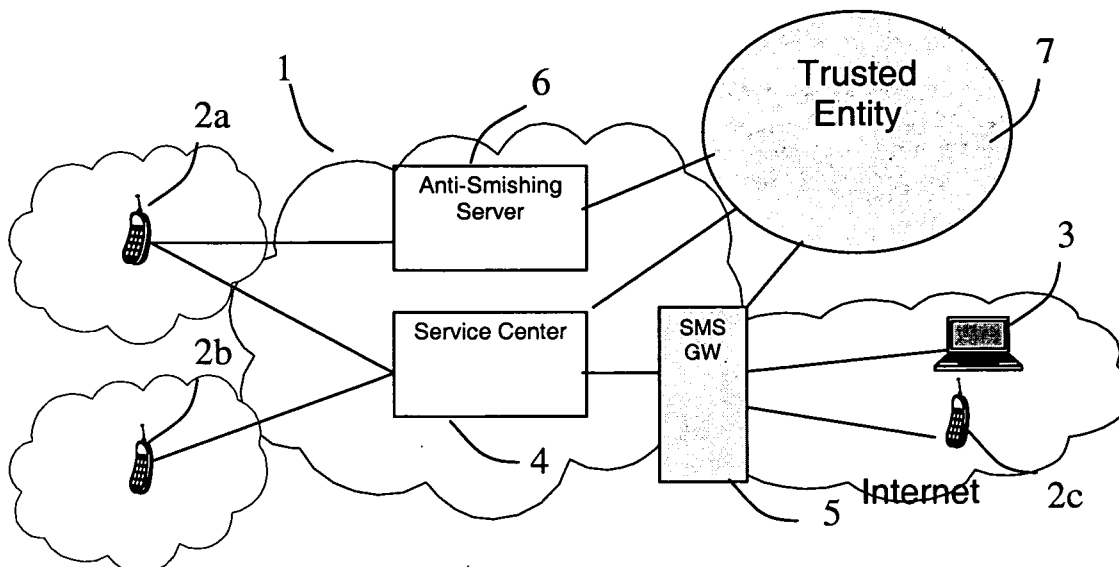 1
6
7
2a
Trusted
Entity
Anti-Smishing
Server
3
Service Center
SMS
GW
2b
4
5
Internet
2c